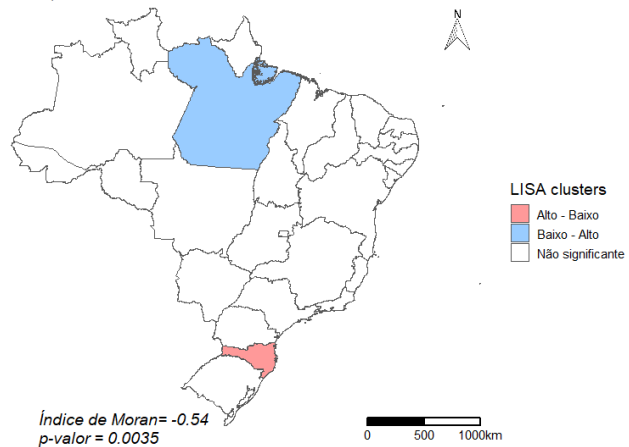 N
LISA clusters
Alto - Baixo
Baixo - Alto
Não significante
Índice de Moran= -0.54
p-valor = 0.0035
0 500 1000km